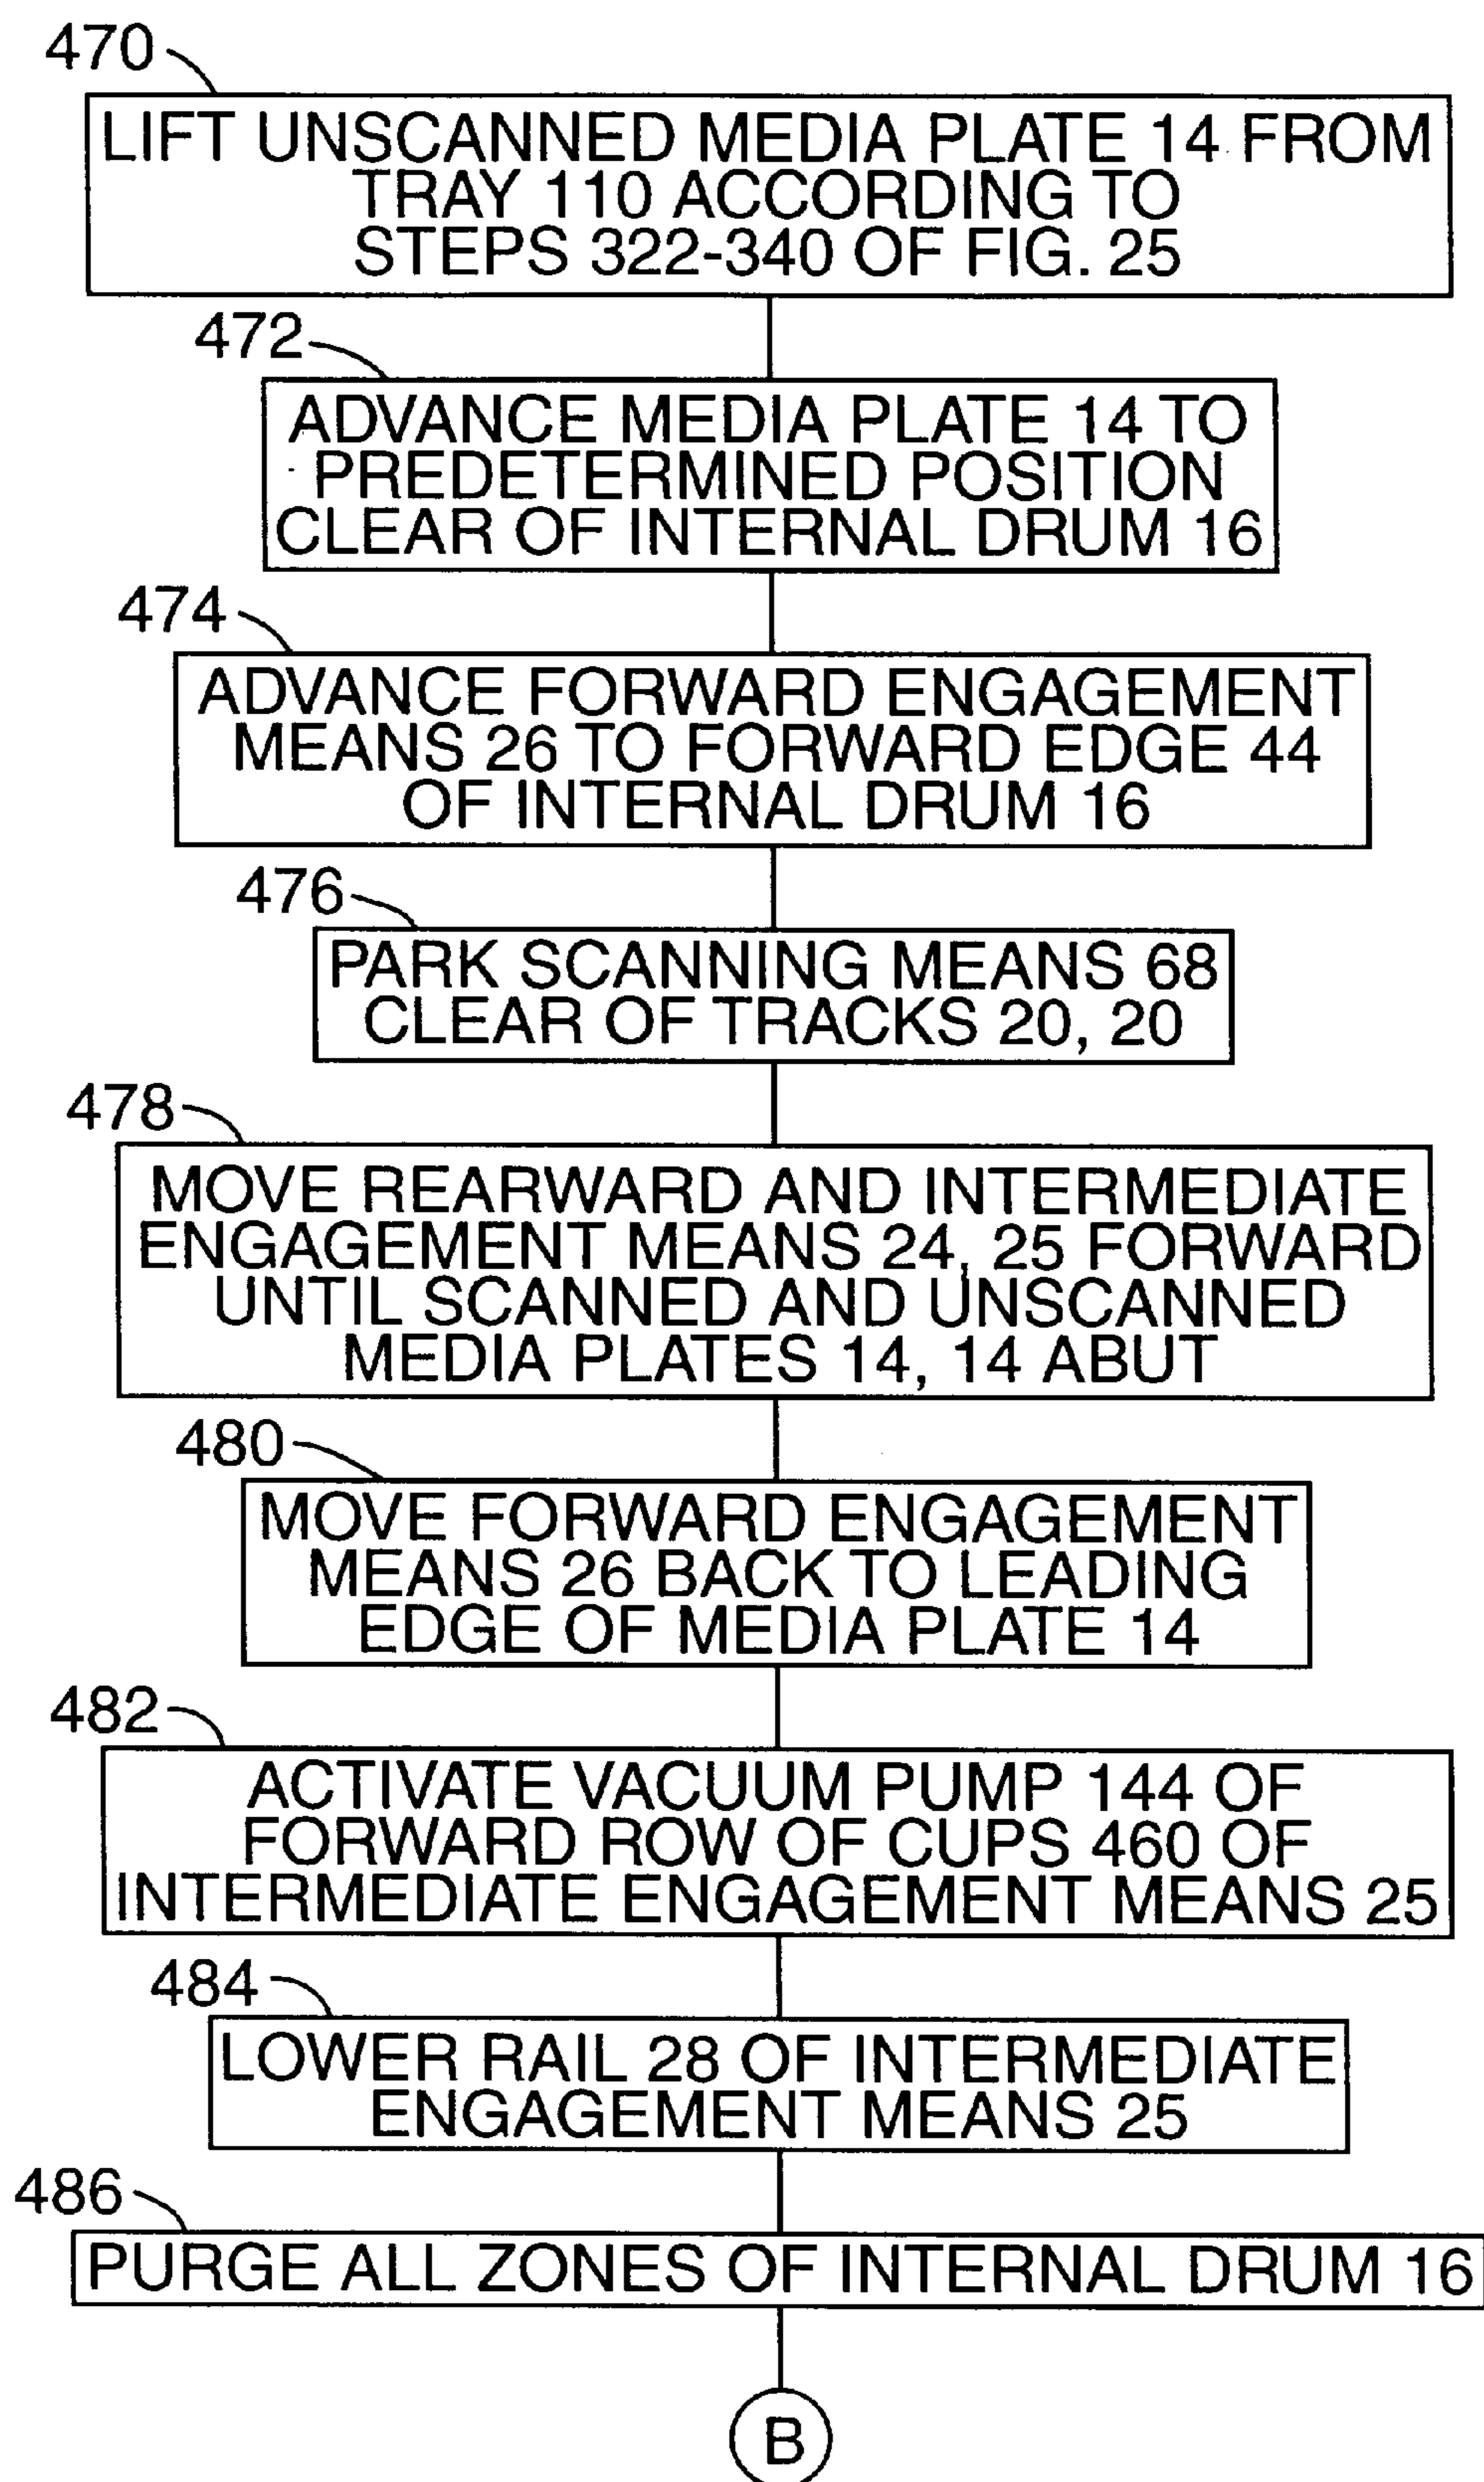 470
LIFT UNSCANNED MEDIA PLATE 14 FROM
TRAY 110 ACCORDING TO
STEPS 322-340 OF FIG. 25
472
ADVANCE MEDIA PLATE 14 TO
PREDETERMINED POSITION
CLEAR OF INTERNAL DRUM 16
474
ADVANCE FORWARD ENGAGEMENT
MEANS 26 TO FORWARD EDGE 44
OF INTERNAL DRUM 16
476
PARK SCANNING MEANS 68
CLEAR OF TRACKS 20, 20
478
MOVE REARWARD AND INTERMEDIATE
ENGAGEMENT MEANS 24, 25 FORWARD
UNTIL SCANNED AND UNSCANNED
MEDIA PLATES 14, 14 ABUT
480
MOVE FORWARD ENGAGEMENT
MEANS 26 BACK TO LEADING
EDGE OF MEDIA PLATE 14
482
ACTIVATE VACUUM PUMP 144 OF
FORWARD ROW OF CUPS 460 OF
INTERMEDIATE ENGAGEMENT MEANS 25
484
LOWER RAIL 28 OF INTERMEDIATE
ENGAGEMENT MEANS 25
486
PURGE ALL ZONES OF INTERNAL DRUM 16
B